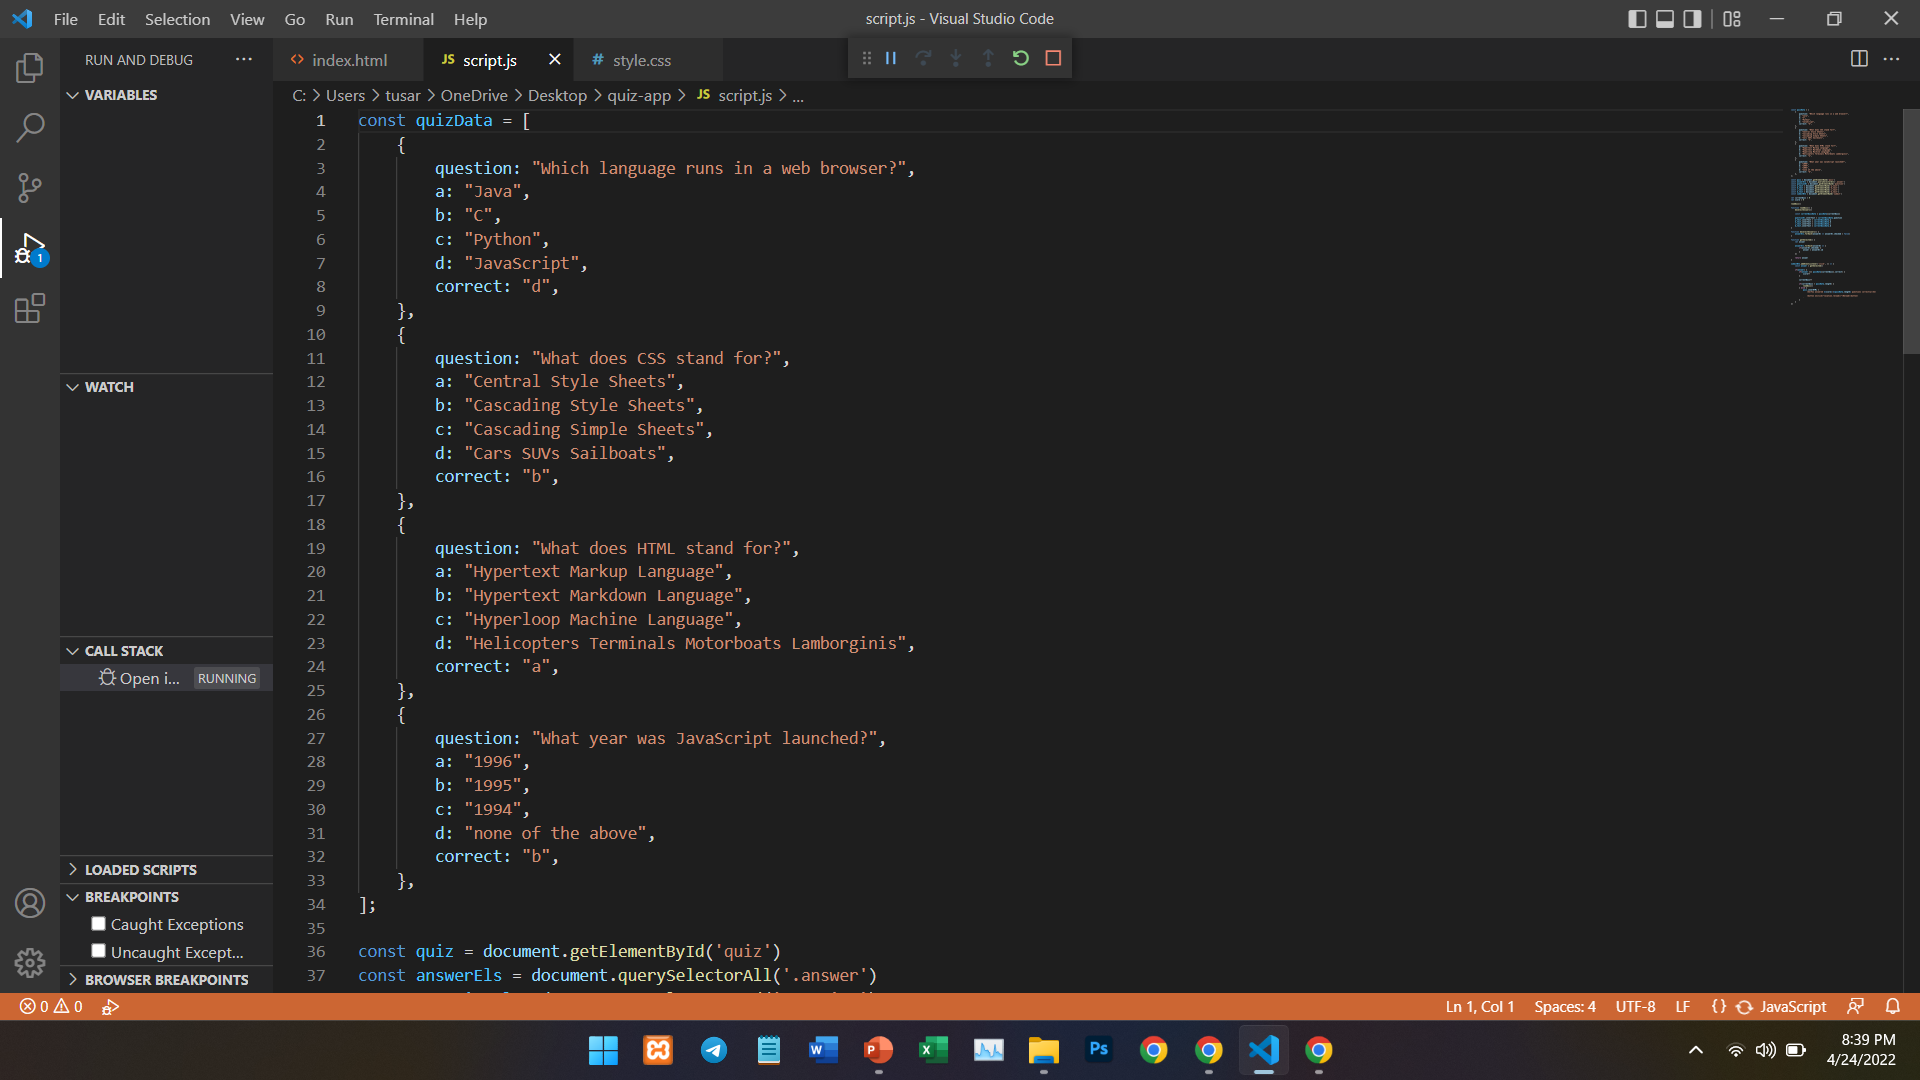 File Edit Selection View Go Run Terminal Help
script.js - Visual Studio Code
RUN AND DEBUG ···
<> index.html
JS script.js ×
# style.css
C: > Users > tusar > OneDrive > Desktop > quiz-app > JS script.js > ...
VARIABLES
WATCH
CALL STACK
Open i... RUNNING
LOADED SCRIPTS
BREAKPOINTS
Caught Exceptions
Uncaught Except...
BROWSER BREAKPOINTS
1
1 const quizData = [
2 {
3 question: "Which language runs in a web browser?",
4 a: "Java",
5 b: "C",
6 c: "Python",
7 d: "JavaScript",
8 correct: "d",
9 },
10 {
11 question: "What does CSS stand for?",
12 a: "Central Style Sheets",
13 b: "Cascading Style Sheets",
14 c: "Cascading Simple Sheets",
15 d: "Cars SUVs Sailboats",
16 correct: "b",
17 },
18 {
19 question: "What does HTML stand for?",
20 a: "Hypertext Markup Language",
21 b: "Hypertext Markdown Language",
22 c: "Hyperloop Machine Language",
23 d: "Helicopters Terminals Motorboats Lamborginis",
24 correct: "a",
25 },
26 {
27 question: "What year was JavaScript launched?",
28 a: "1996",
29 b: "1995",
30 c: "1994",
31 d: "none of the above",
32 correct: "b",
33 },
34 ];
35
36 const quiz = document.getElementById('quiz')
37 const answerEls = document.querySelectorAll('.answer')
0 0
Ln 1, Col 1 Spaces: 4 UTF-8 LF {} JavaScript
W P X Ps
8:39 PM
4/24/2022